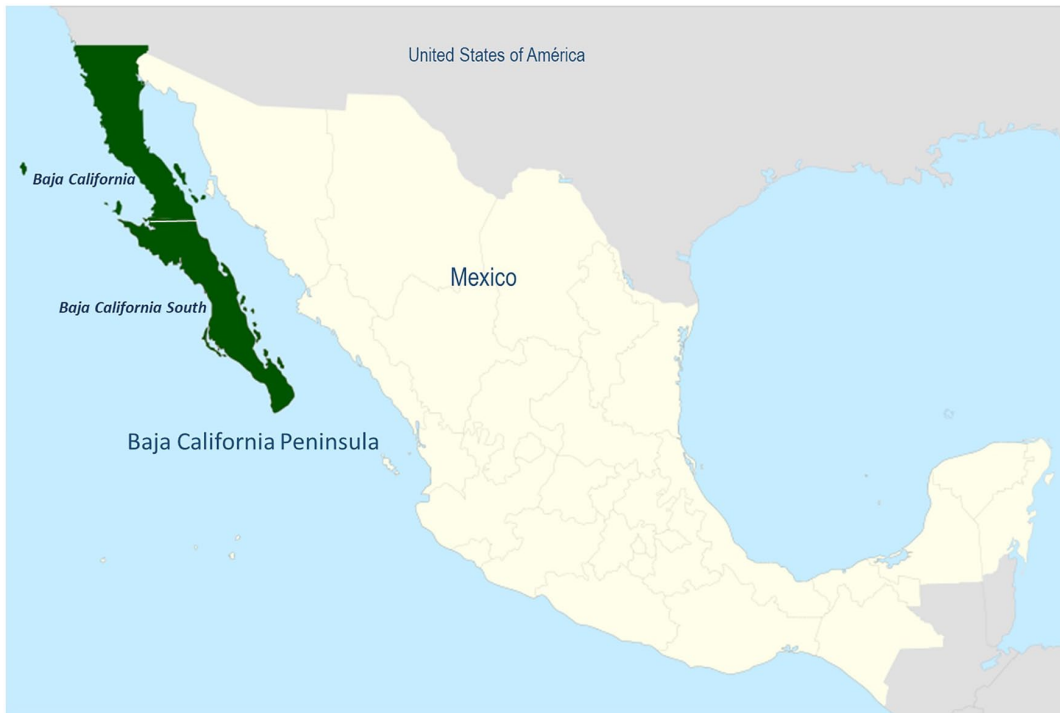 United States of América
Baja California
Mexico
Baja California South
Baja California Peninsula